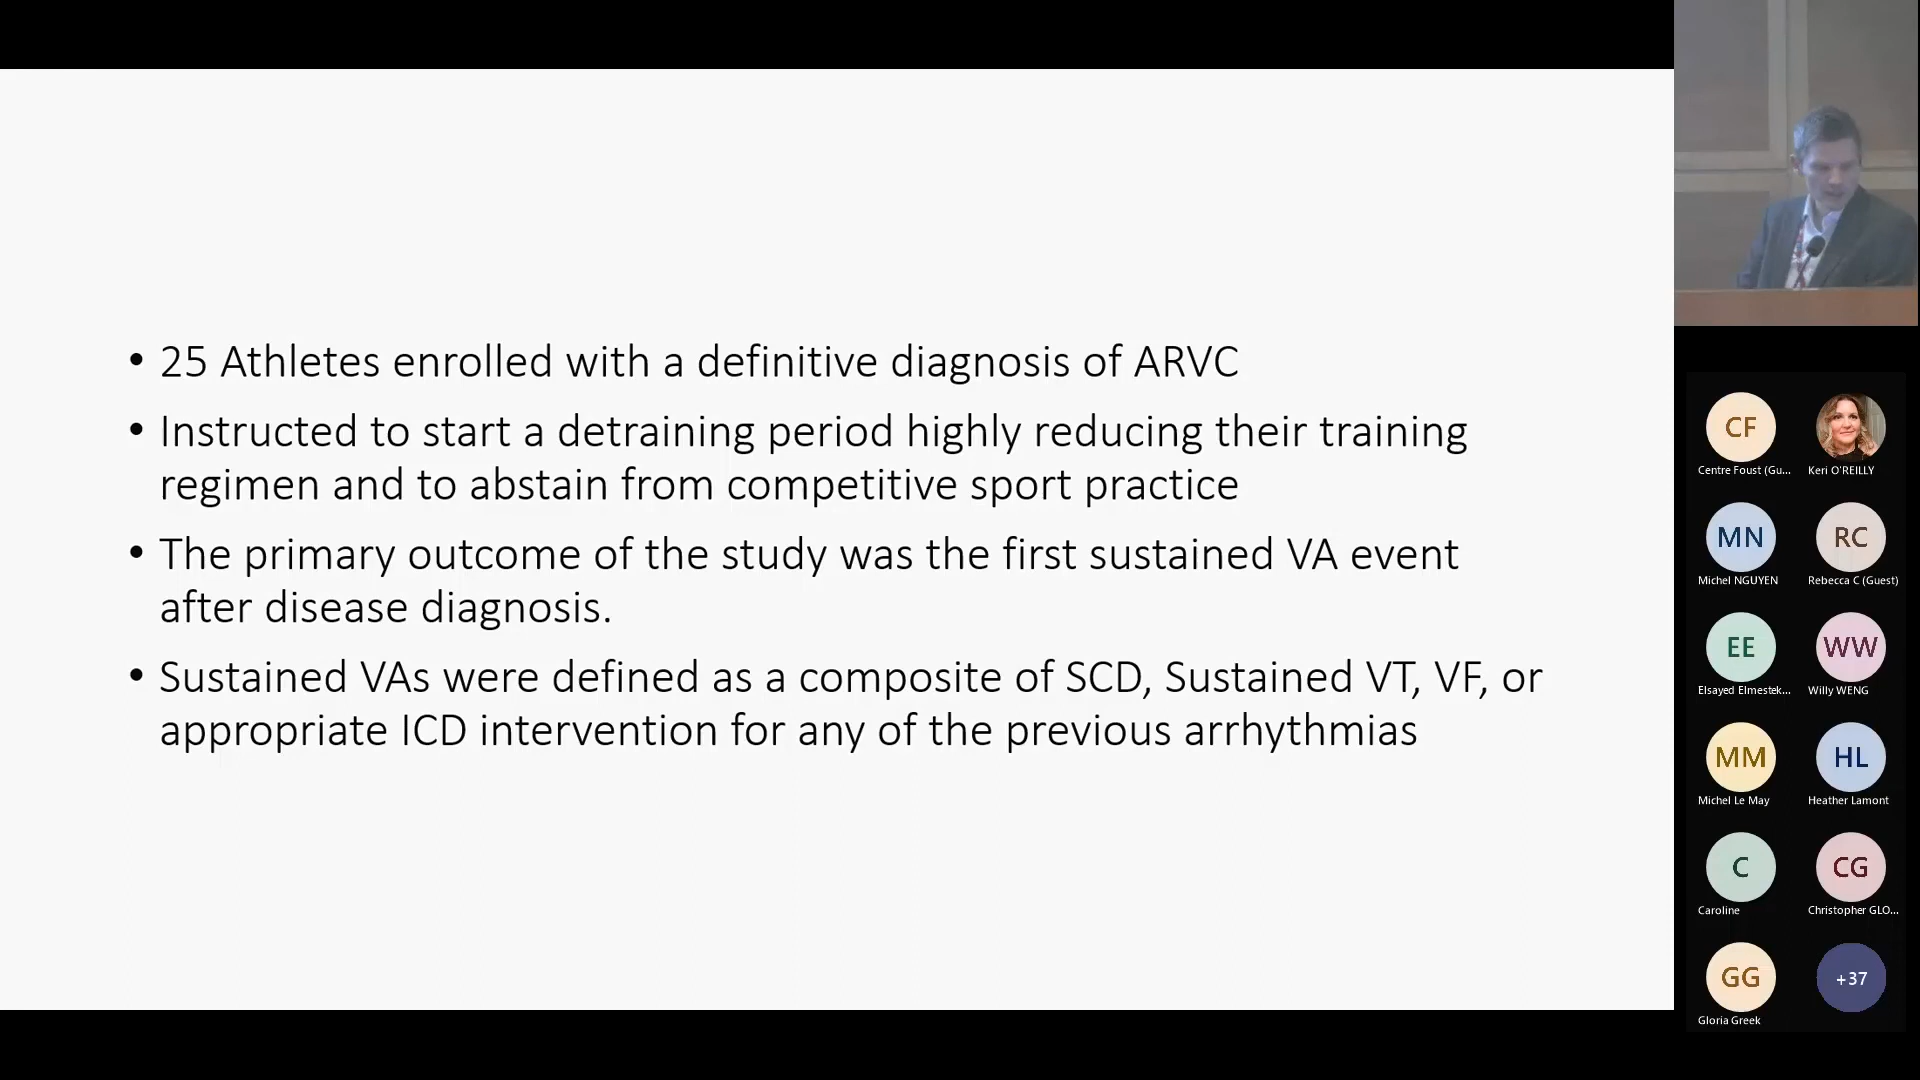 • 25 Athletes enrolled with a definitive diagnosis of ARVC
• Instructed to start a detraining period highly reducing their training
regimen and to abstain from competitive sport practice
• The primary outcome of the study was the first sustained VA event
after disease diagnosis.
• Sustained VAs were defined as a composite of SCD, Sustained VT, VF, or
appropriate ICD intervention for any of the previous arrhythmias
CF
Centre Foust (Gu...
Keri O'REILLY
MN
RC
Michel NGUYEN
Rebecca C (Guest)
EE
WW
Elsayed Elmestek...
Willy WENG
MM
HL
Michel Le May
Heather Lamont
C
CG
Caroline
Christopher GLO...
GG
+37
Gloria Greek